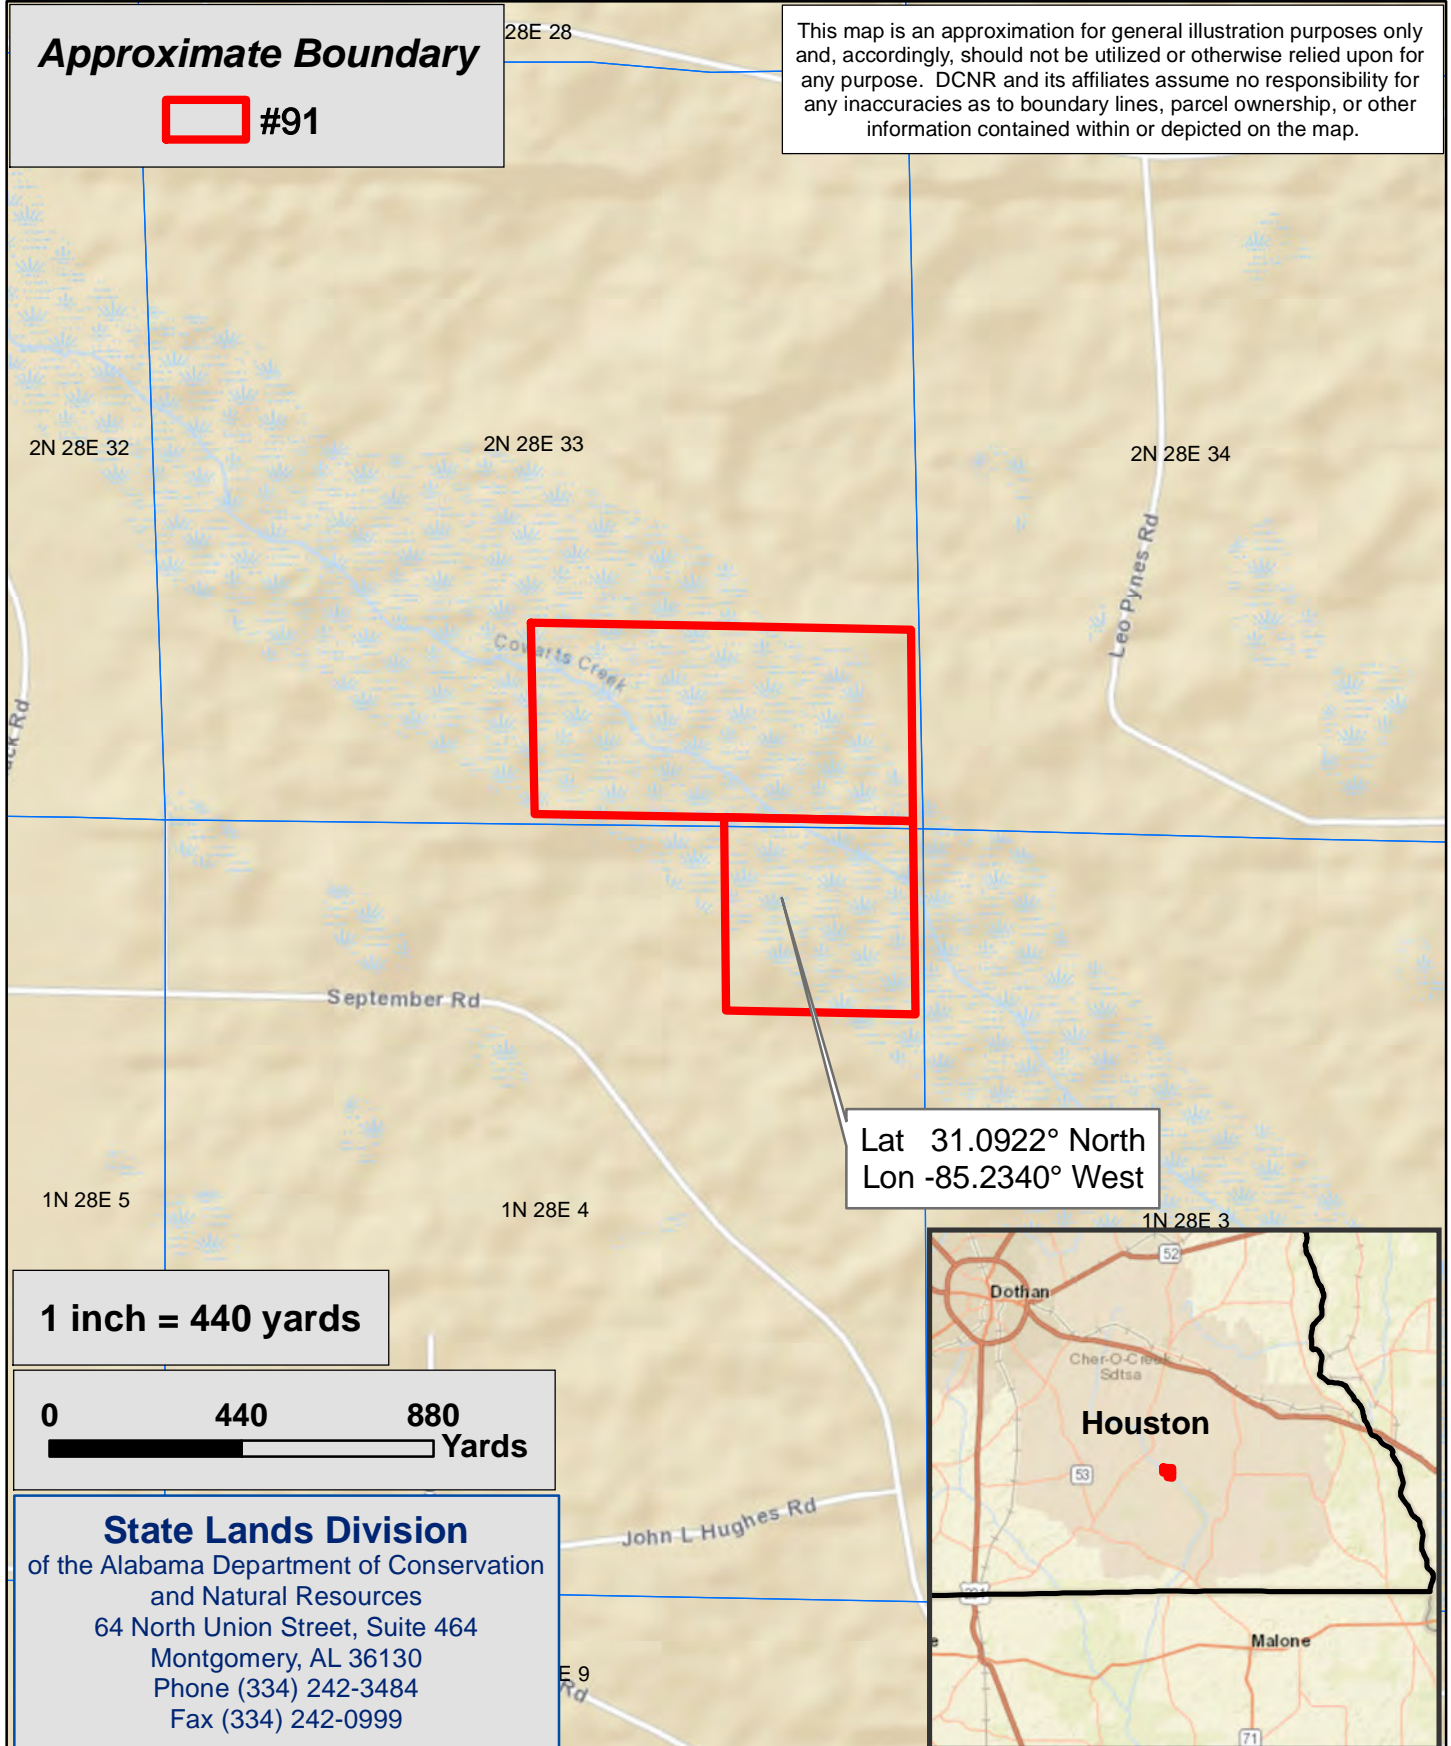 Approximate Boundary
#91
28E 28
This map is an approximation for general illustration purposes only
and, accordingly, should not be utilized or otherwise relied upon for
any purpose. DCNR and its affiliates assume no responsibility for
any inaccuracies as to boundary lines, parcel ownership, or other
information contained within or depicted on the map.
2N 28E 32
2N 28E 33
2N 28E 34
Leo Pynes Rd
Cowarts Creek
Rd
September Rd
Lat 31.0922° North
Lon -85.2340° West
1N 28E 5
1N 28E 4
1N 28E 3
1 inch = 440 yards
0 440 880
Yards
John L Hughes Rd
State Lands Division
of the Alabama Department of Conservation
and Natural Resources
64 North Union Street, Suite 464
Montgomery, AL 36130
Phone (334) 242-3484
Fax (334) 242-0999
E 9
Rd
52
Dothan
Cher-O-Creek
Sdtsa
Houston
53
231
Malone
71